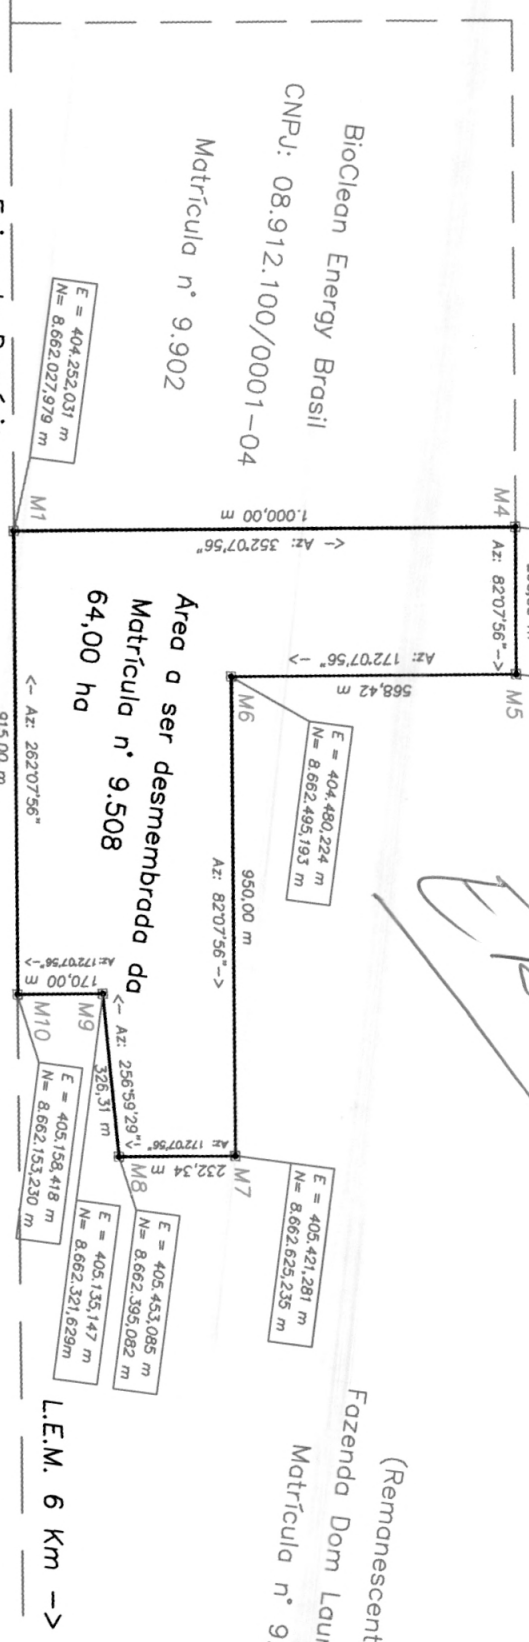 BioClean Energy Brasil
CNPJ: 08.912.100/0001-04
Matrícula n° 9.902
E = 404.252,031 m
N= 8.662.027,979 m
M1
1.000,00 m
<- Az: 352°07'56"
M4
Az: 82°07'56"->
M5
Az: 172°07'56" ->
568,42 m
M6
E = 404.480,224 m
N= 8.662.495,193 m
950,00 m
Az: 82°07'56"->
Área a ser desmembrada da
Matrícula n° 9.508
64,00 ha
<- Az: 262°07'56"
915,00 m
Az: 172°07'56"->
170,00 m
M9
M10
<- Az: 256°59'29"
326,31 m
Az: 172°07'56"->
232,34 m
M8
M7
E = 405.421,281 m
N= 8.662.625,235 m
E = 405.453,085 m
N= 8.662.395,082 m
E = 405.135,147 m
N= 8.662.321,629m
E = 405.158,418 m
N= 8.662.153,230 m
(Remanescent
Fazenda Dom Laur
Matrícula n° 9.
L.E.M. 6 Km ->